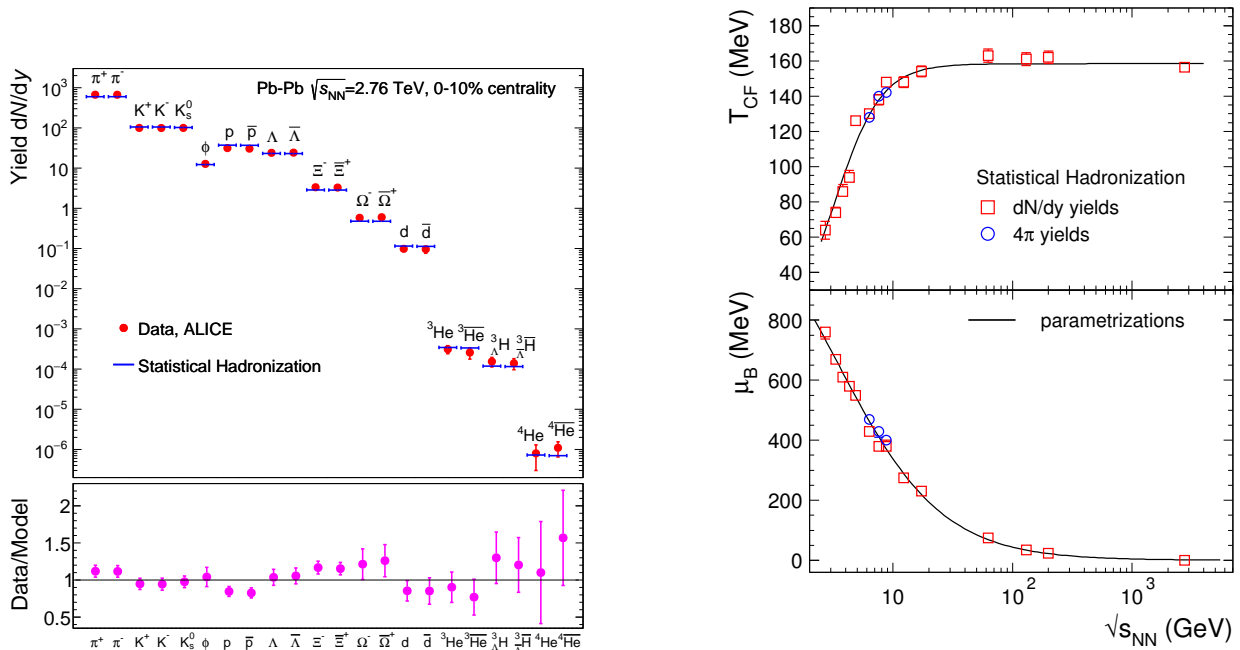 Pb-Pb √sNN=2.76 TeV, 0-10% centrality
Yield dN/dy
10³
10²
10
1
10⁻¹
10⁻²
10⁻³
10⁻⁴
10⁻⁵
10⁻⁶
π⁺ π⁻
K⁺ K⁻ K⁰s
ϕ
p p̅
Λ Λ̅
Ξ⁻ Ξ̅⁺
Ω⁻ Ω̅⁺
d d̅
³He ³H̅e̅
³ΛH ³Λ̅H̅
⁴He ⁴H̅e̅
Data, ALICE
Statistical Hadronization
Data/Model
2
1.5
1
0.5
π⁺ π⁻ K⁺ K⁻ K⁰s ϕ p p̅ Λ Λ̅ Ξ⁻ Ξ̅⁺ Ω⁻ Ω̅⁺ d d̅ ³He ³H̅e̅ ³ΛH ³Λ̅H̅ ⁴He ⁴H̅e̅
T_CF (MeV)
180
160
140
120
100
80
60
40
Statistical Hadronization
dN/dy yields
4π yields
μ_B (MeV)
800
600
400
200
0
parametrizations
10
10²
10³
√sNN (GeV)